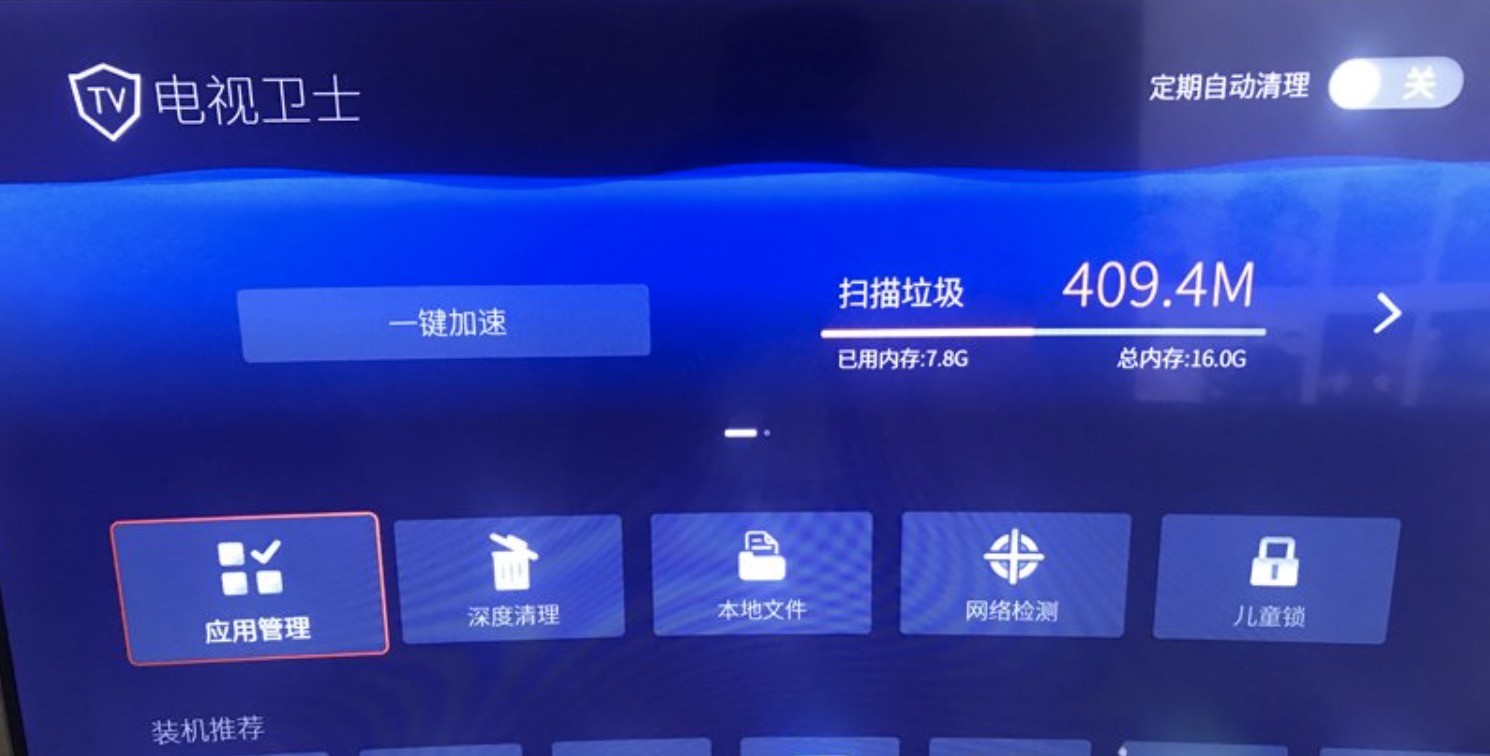 TV 电视卫士
定期自动清理 关
一键加速
扫描垃圾 409.4M
已用内存:7.8G 总内存:16.0G
应用管理 深度清理 本地文件 网络检测 儿童锁
装机推荐